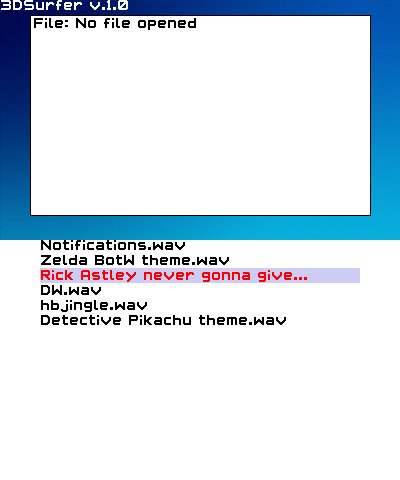 3DSurfer v.1.0
File: No file opened
Notifications.wav
Zelda BotW theme.wav
Rick Astley never gonna give...
DW.wav
hbjingle.wav
Detective Pikachu theme.wav